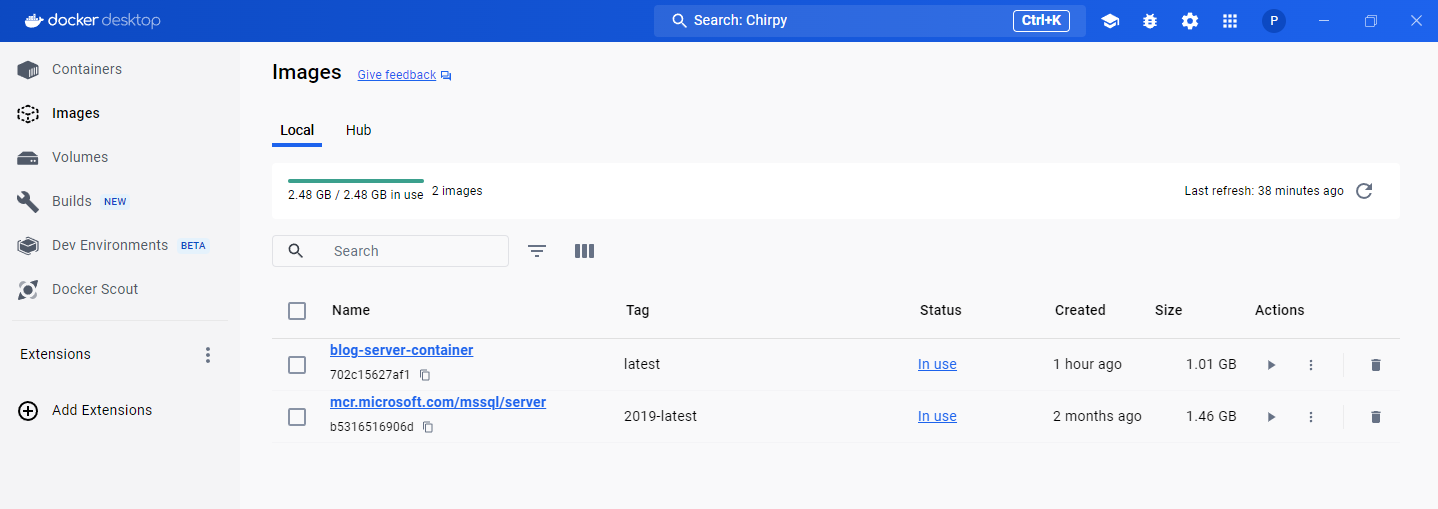 docker desktop
Search: Chirpy
Ctrl+K
P
Containers
Images
Volumes
Builds NEW
Dev Environments BETA
Docker Scout
Extensions
Add Extensions
Images
Give feedback
Local
Hub
2.48 GB / 2.48 GB in use
2 images
Last refresh: 38 minutes ago
Search
Name Tag Status Created Size Actions
blog-server-container
702c15627af1
latest In use 1 hour ago 1.01 GB
mcr.microsoft.com/mssql/server
b5316516906d
2019-latest In use 2 months ago 1.46 GB